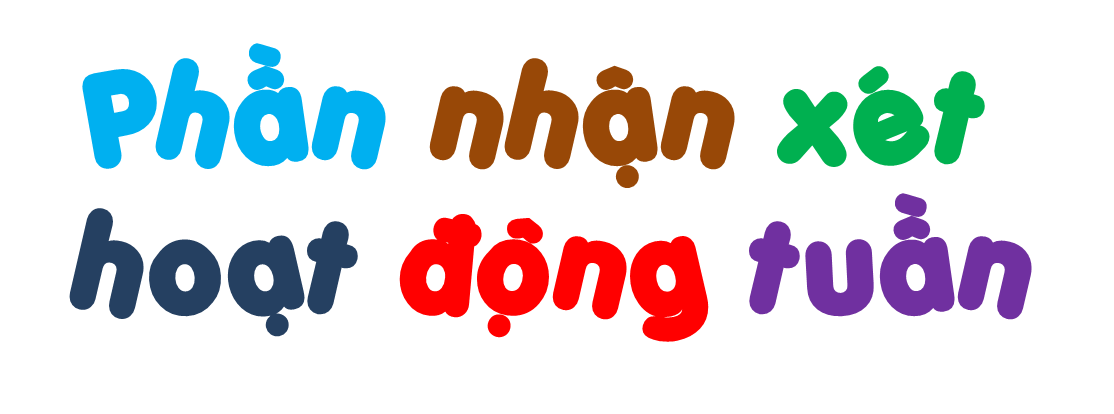 Phần nhận xét
hoạt động tuần